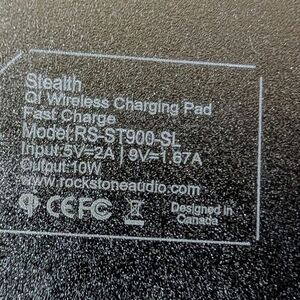 Stealth
QI Wireless Charging Pad
Fast Charge
Model:RS-ST900-SL
Input:5V=2A | 9V=1.67A
Output:10W
www.rockstoneaudio.com
CE FC Designed in
Canada